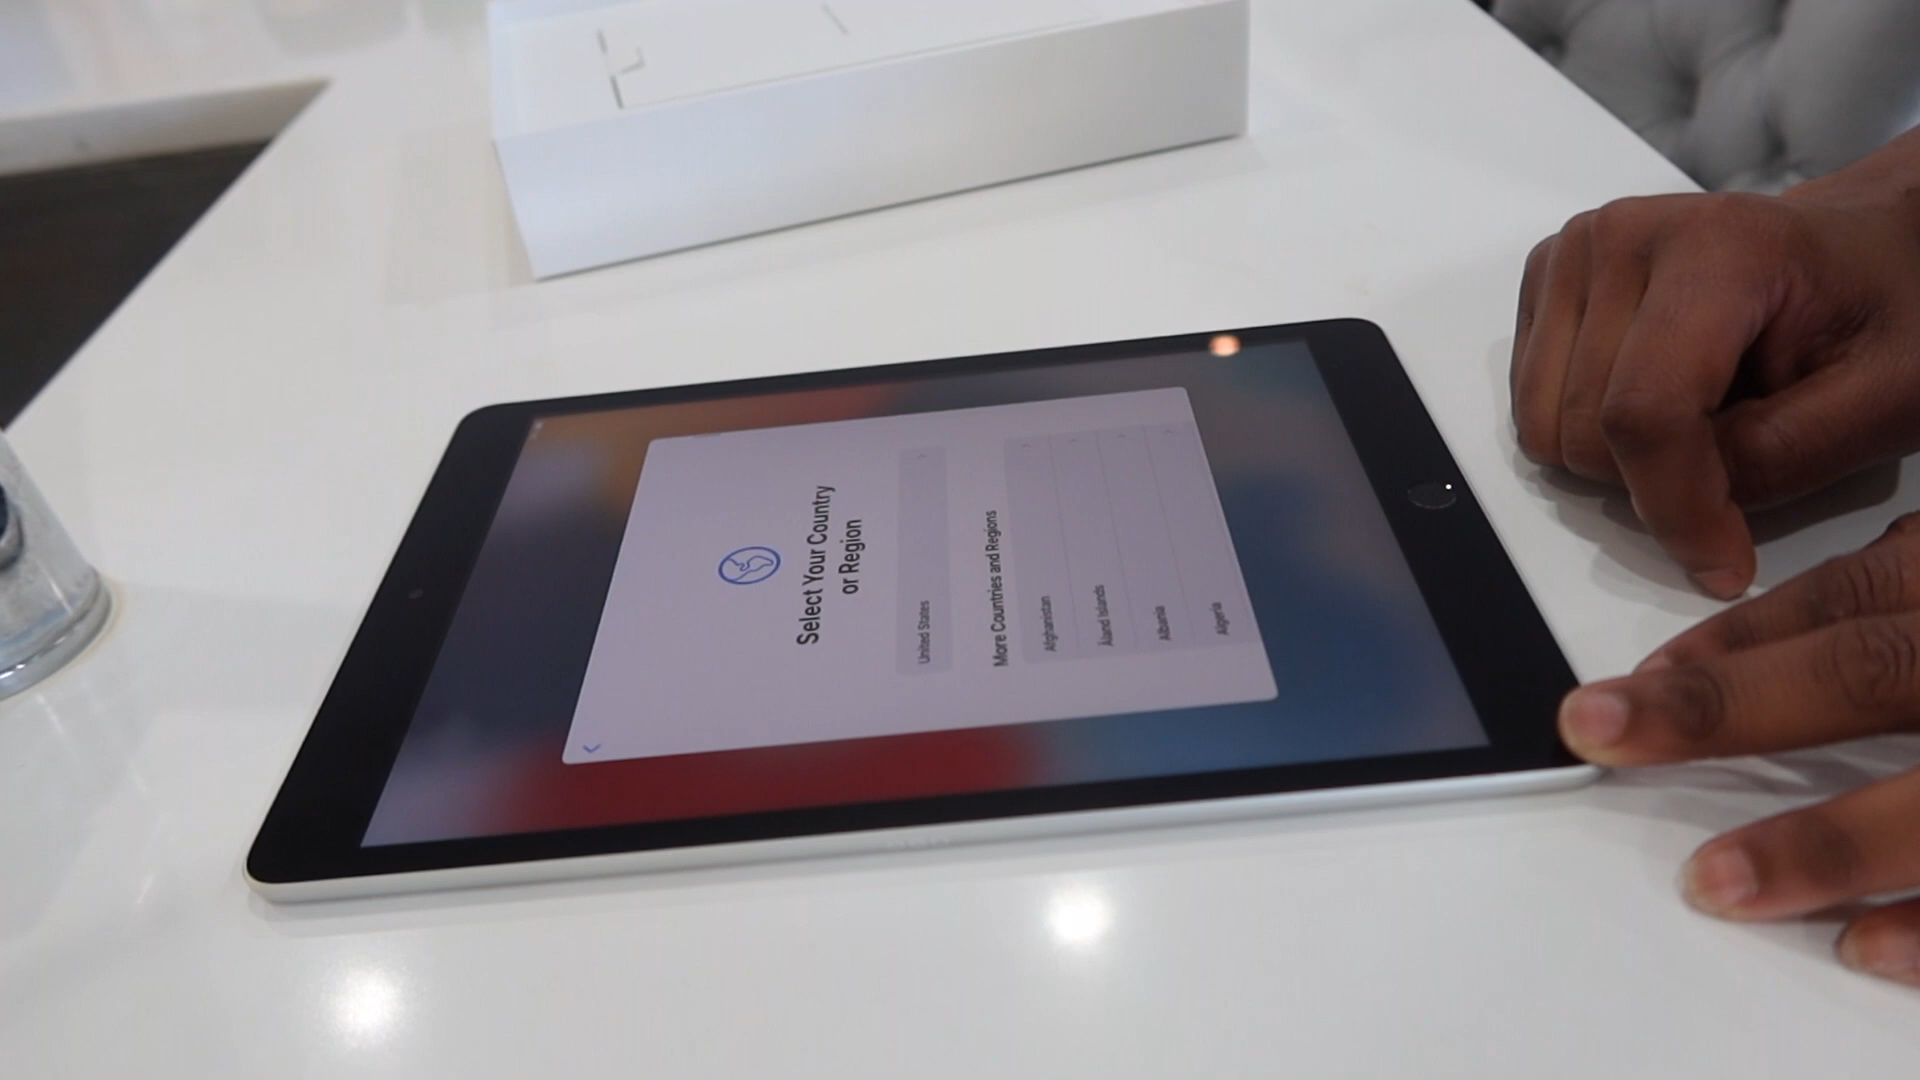 Select Your Country
or Region
United States
More Countries and Regions
Afghanistan
Åland Islands
Albania
Algeria